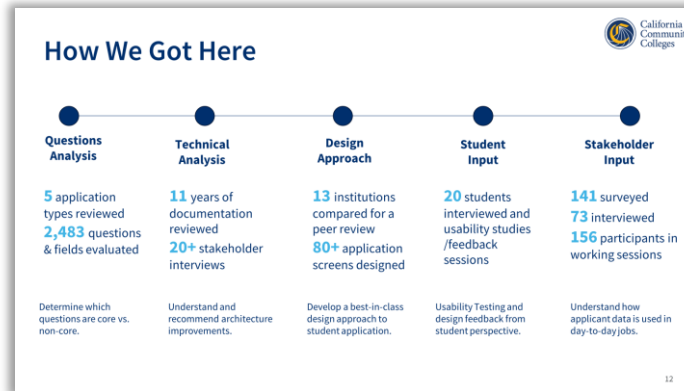 How We Got Here
California
Colleges
Questions
Analysis
5 application
types reviewed
2,483 questions
& fields evaluated
Determine which
questions are core vs.
non-core.
Technical
Analysis
11 years of
documentation
reviewed
20+ stakeholder
interviews
Understand and
recommend architecture
improvements.
Design
Approach
13 institutions
compared for a
peer review
80+ application
screens designed
Develop a best-in-class
design approach to
student application.
Student
Input
20 students
interviewed and
usability studies
/feedback
sessions
Usability Testing and
design feedback from
student perspective.
Stakeholder
Input
141 surveyed
73 interviewed
156 participants in
working sessions
Understand how
applicant data is used in
day-to-day jobs.
12